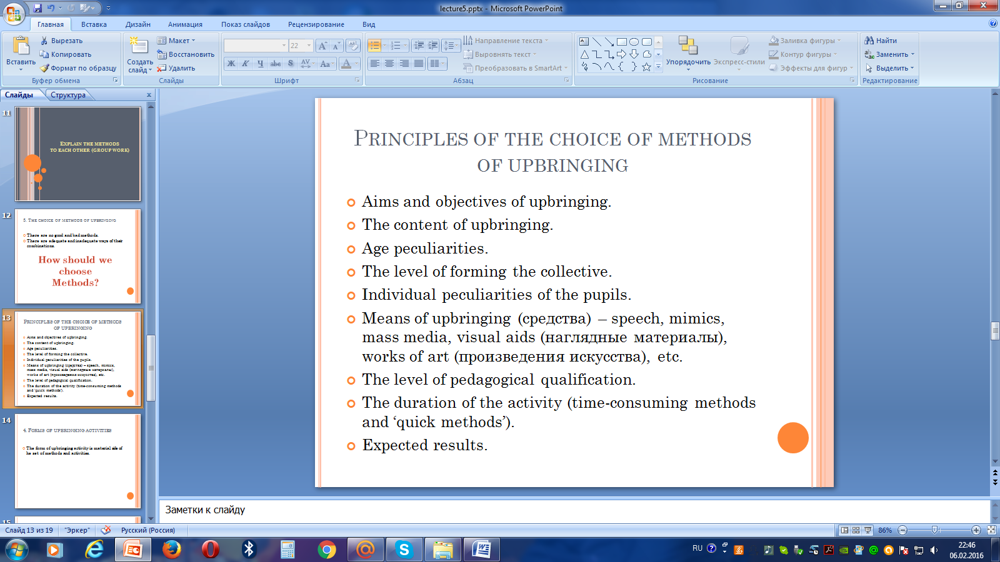 lecture5.pptx - Microsoft PowerPoint
Главная Вставка Дизайн Анимация Показ слайдов Рецензирование Вид
Вставить
Вырезать
Копировать
Формат по образцу
Буфер обмена
Создать слайд
Макет
Восстановить
Удалить
Слайды
22
Ж К Ч abc S AV Aa A
Шрифт
Направление текста
Выровнять текст
Преобразовать в SmartArt
Абзац
Упорядочить
Экспресс-стили
Заливка фигуры
Контур фигуры
Эффекты для фигур
Рисование
Найти
Заменить
Выделить
Редактирование
Слайды Структура
11
Explain the methods
to each other (group work)
12
3. The choice of methods of upbringing
There are no good and bad methods.
There are adequate and inadequate ways of their
combinations.
How should we
choose
Methods?
13
Principles of the choice of methods
of upbringing
Aims and objectives of upbringing.
The content of upbringing.
Age peculiarities.
The level of forming the collective.
Individual peculiarities of the pupils.
Means of upbringing (средства) – speech, mimics,
mass media, visual aids (наглядные материалы),
works of art (произведения искусства), etc.
The level of pedagogical qualification.
The duration of the activity (time-consuming methods
and ‘quick methods’).
Expected results.
14
4. Forms of upbringing activities
The form of upbringing activity is material side of
he set of methods and activities.
15
Principles of the choice of methods
of upbringing
Aims and objectives of upbringing.
The content of upbringing.
Age peculiarities.
The level of forming the collective.
Individual peculiarities of the pupils.
Means of upbringing (средства) – speech, mimics,
mass media, visual aids (наглядные материалы),
works of art (произведения искусства), etc.
The level of pedagogical qualification.
The duration of the activity (time-consuming methods
and ‘quick methods’).
Expected results.
Заметки к слайду
Слайд 13 из 19 "Эркер" Русский (Россия) 86%
RU 22:46
06.02.2016